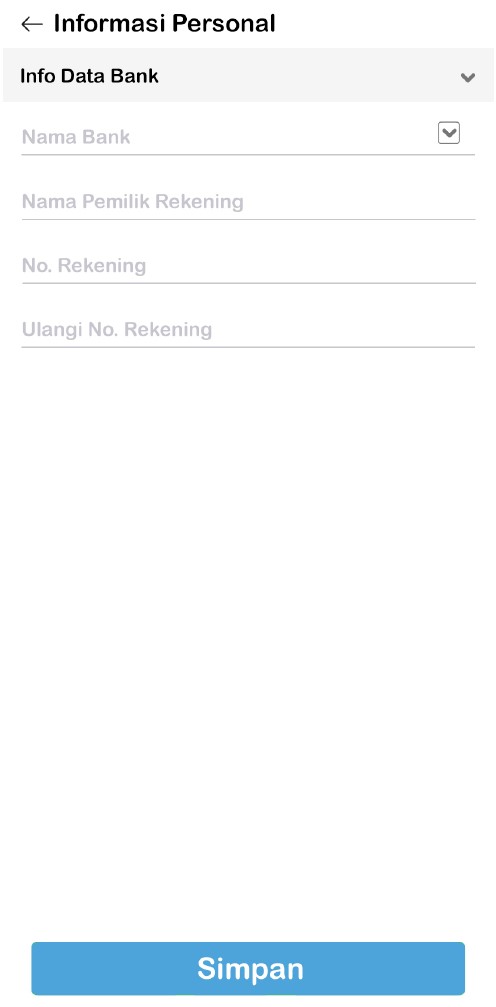 Informasi Personal
Info Data Bank
Nama Bank
Nama Pemilik Rekening
No. Rekening
Ulangi No. Rekening
Simpan